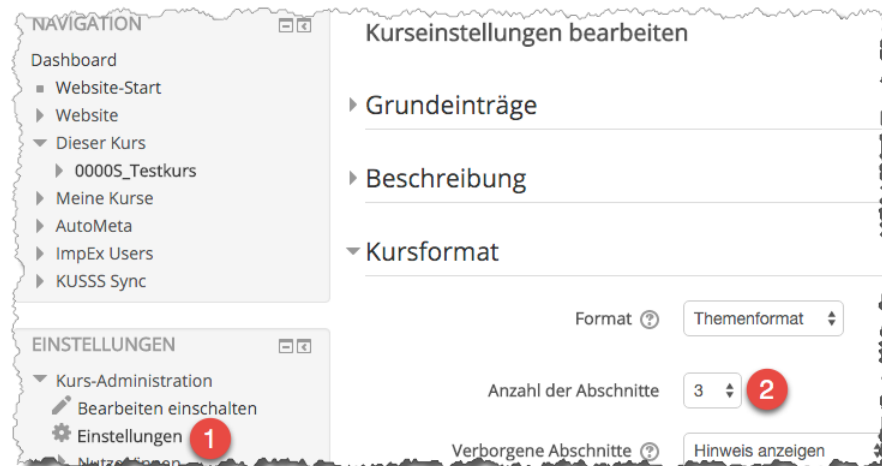 NAVIGATION
Dashboard
Website-Start
Website
Dieser Kurs
0000S_Testkurs
Meine Kurse
AutoMeta
ImpEx Users
KUSSS Sync
EINSTELLUNGEN
Kurs-Administration
Bearbeiten einschalten
Einstellungen 1
Kurseinstellungen bearbeiten
Grundeinträge
Beschreibung
Kursformat
Format Themenformat
Anzahl der Abschnitte 3 2
Verborgene Abschnitte Hinweis anzeigen